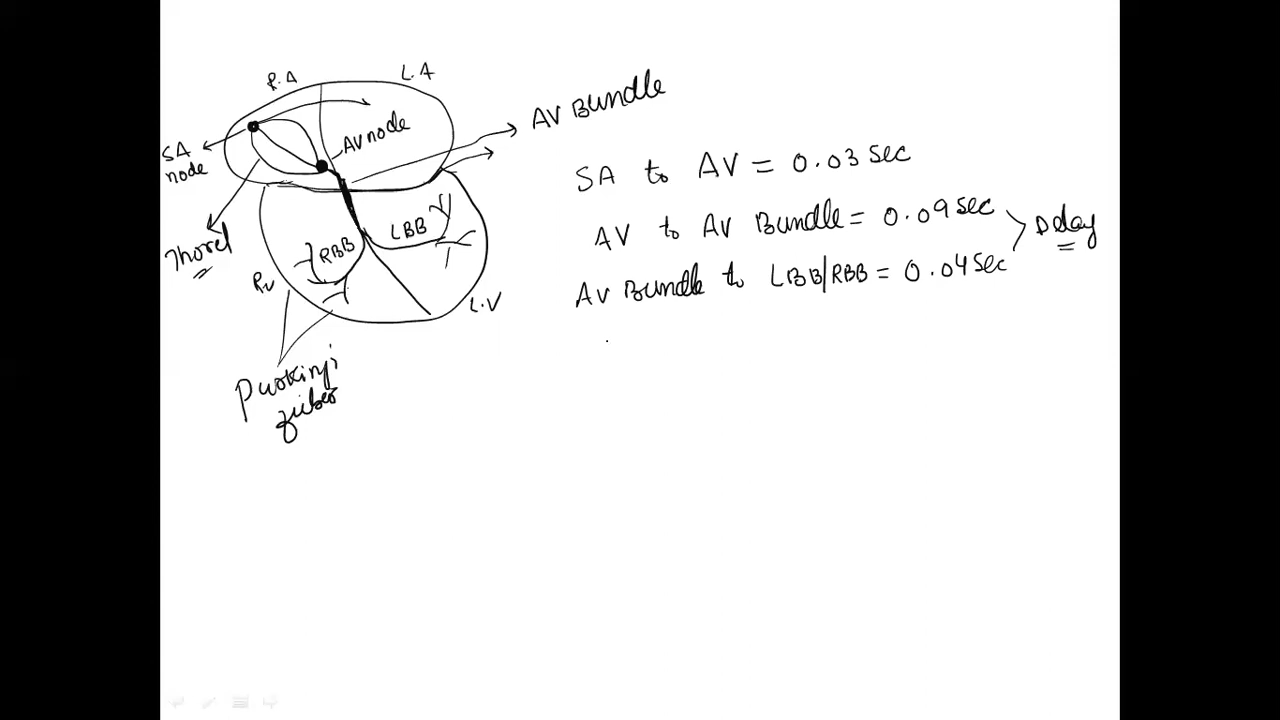 R.A
L.A
SA
node
AV node
AV Bundle
Thorel
RBB
LBB
RV
L.V
Purkinji
fiber
SA to AV = 0.03 sec
AV to AV Bundle = 0.09 sec
AV Bundle to LBB/RBB = 0.04 sec
Delay